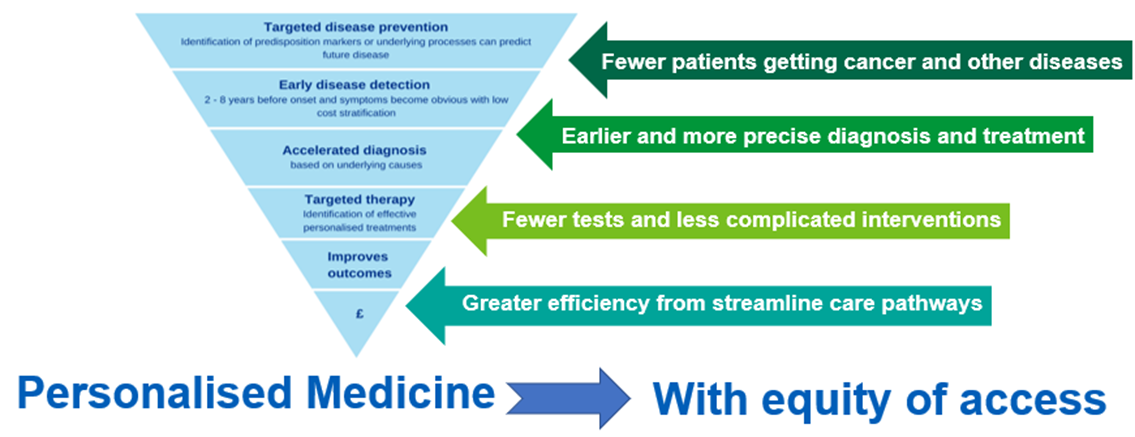 Targeted disease prevention
Identification of predisposition markers or underlying processes can predict
future disease
Fewer patients getting cancer and other diseases
Early disease detection
2 - 8 years before onset and symptoms become obvious with low
cost stratification
Earlier and more precise diagnosis and treatment
Accelerated diagnosis
based on underlying causes
Targeted therapy
Identification of effective
personalised treatments
Fewer tests and less complicated interventions
Improves
outcomes
Greater efficiency from streamline care pathways
£
Personalised Medicine
With equity of access